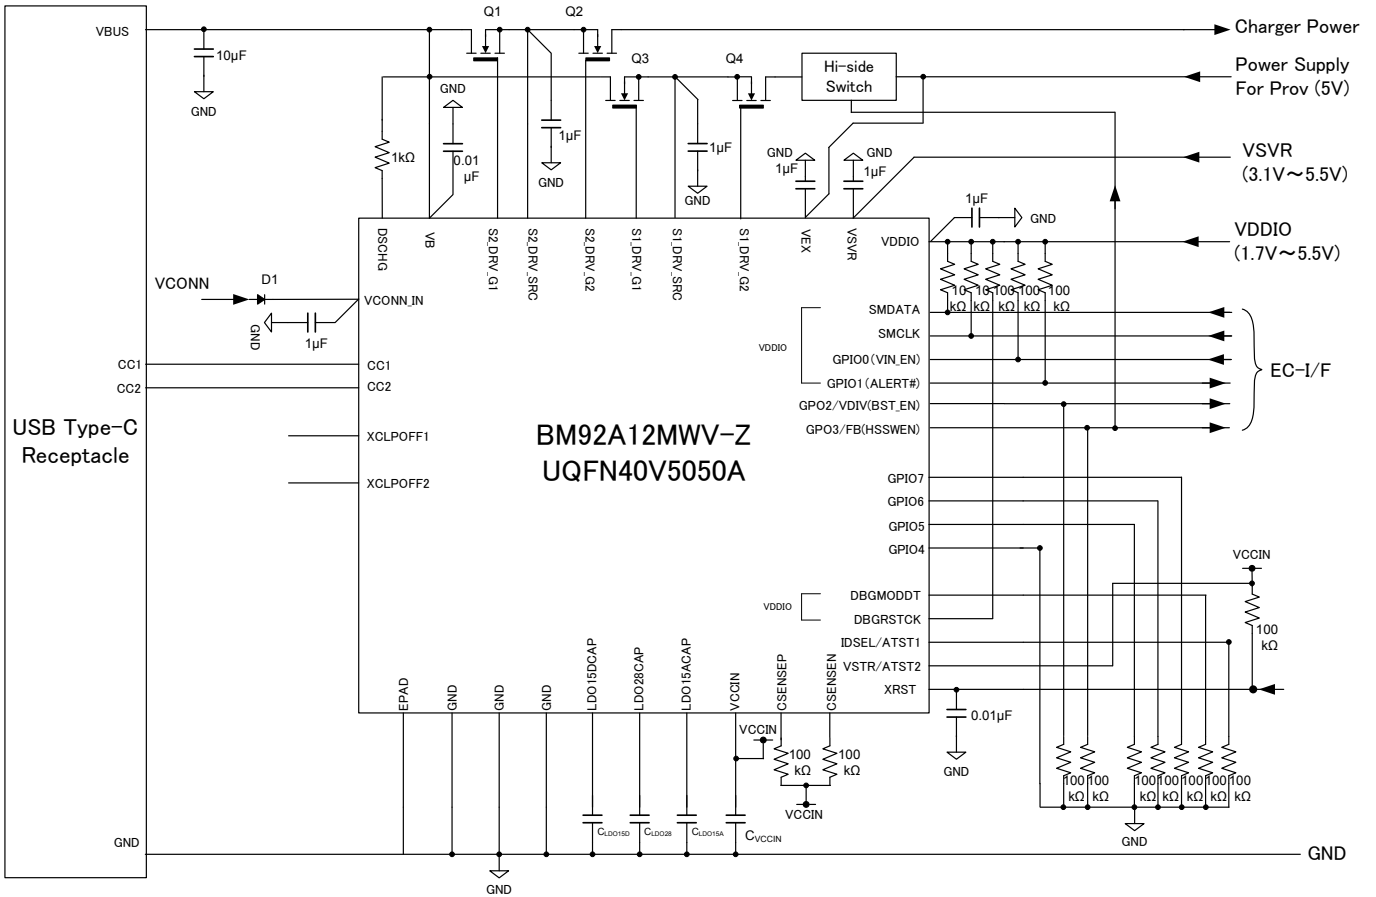 Q1
Q2
Charger Power
VBUS
10μF
GND
GND
Q3
Q4
Hi-side
Switch
Power Supply
For Prov (5V)
1μF
1μF
1kΩ
0.01
μF
GND
GND
GND
1μF
GND
1μF
VSVR
(3.1V～5.5V)
1μF
GND
VDDIO
(1.7V～5.5V)
DSCHG
VB
S2_DRV_G1
S2_DRV_SRC
S2_DRV_G2
S1_DRV_G1
S1_DRV_SRC
S1_DRV_G2
VEX
VSVR
VDDIO
VCONN
D1
VCONN_IN
GND
1μF
10
kΩ
10
kΩ
100
kΩ
100
kΩ
100
kΩ
SMDATA
SMCLK
VDDIO
GPIO0(VIN_EN)
GPIO1(ALERT#)
GPO2/VDIV(BST_EN)
GPO3/FB(HSSWEN)
EC-I/F
CC1
CC1
CC2
CC2
USB Type-C
Receptacle
XCLPOFF1
XCLPOFF2
BM92A12MWV-Z
UQFN40V5050A
GPIO7
GPIO6
GPIO5
GPIO4
VCCIN
VDDIO
DBGMODDT
DBGRSTCK
IDSEL/ATST1
VSTR/ATST2
XRST
100
kΩ
EPAD
GND
GND
GND
LDO15DCAP
LDO28CAP
LDO15ACAP
VCCIN
CSENSEP
CSENSEN
0.01μF
GND
VCCIN
100
kΩ
100
kΩ
VCCIN
100
kΩ
100
kΩ
100
kΩ
100
kΩ
100
kΩ
100
kΩ
100
kΩ
GND
CLDO15D
CLDO28
CLDO15A
CVCCIN
GND
GND
GND